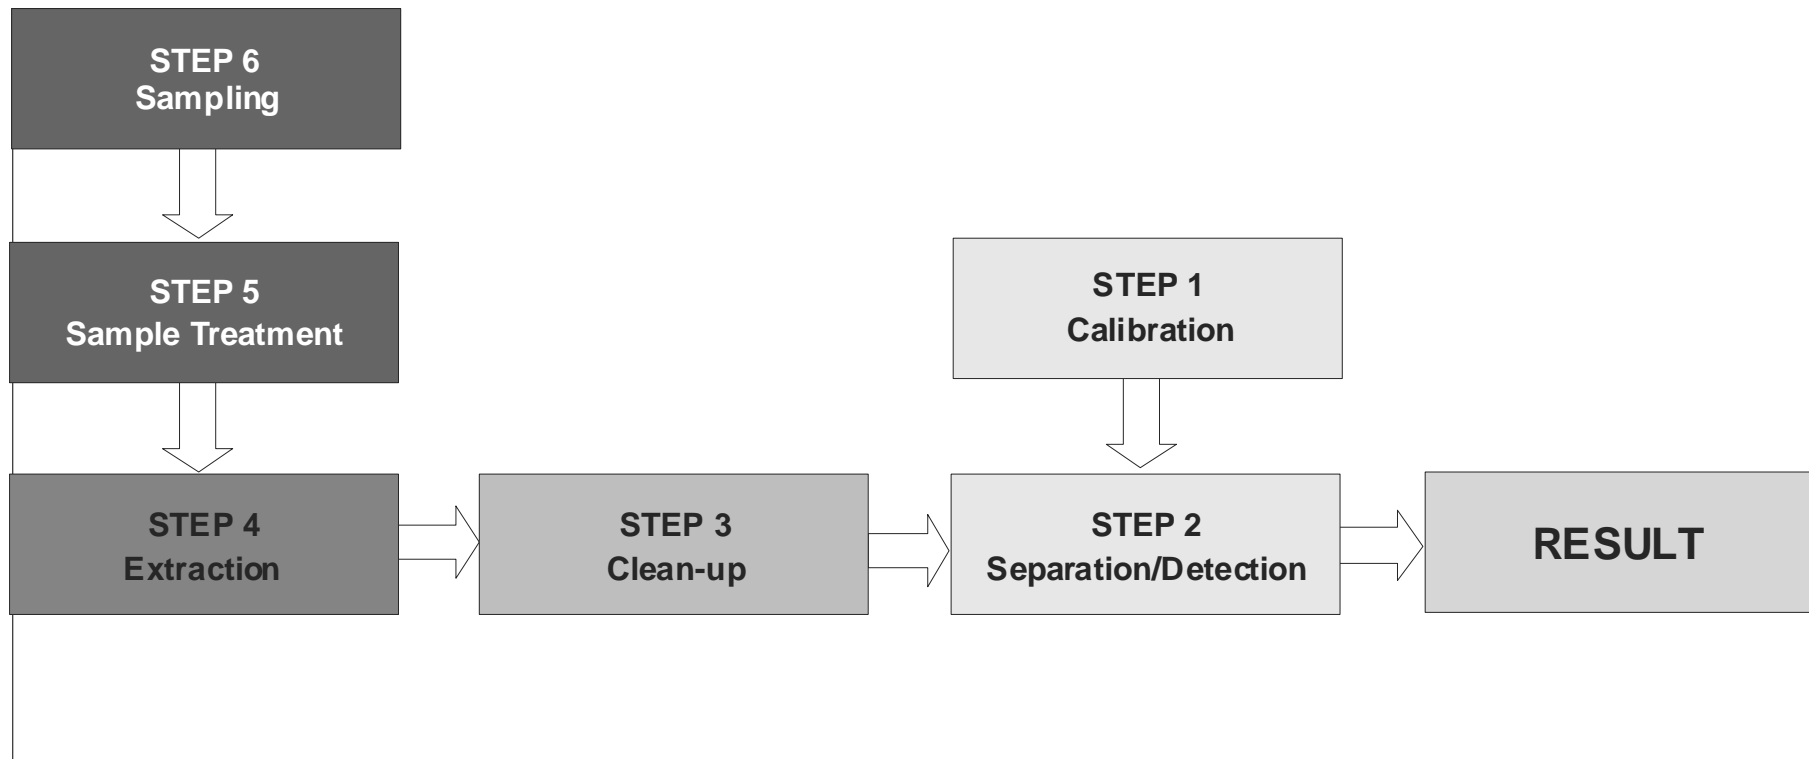 STEP 6
Sampling
STEP 5
Sample Treatment
STEP 1
Calibration
STEP 4
Extraction
STEP 3
Clean-up
STEP 2
Separation/Detection
RESULT